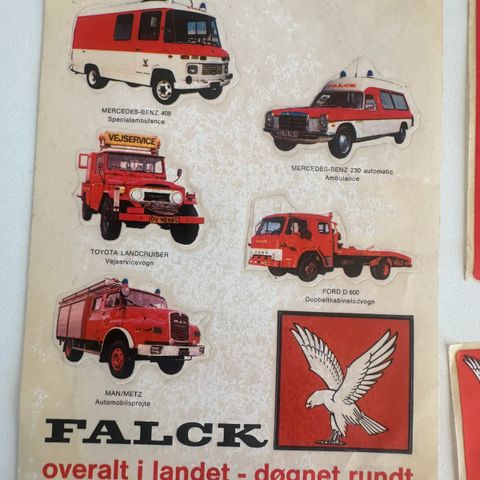 MERCEDES-BENZ 408
Specialambulance
FALCK
MERCEDES-BENZ 230 automatic
Ambulance
VEJSERVICE
TOYOTA LANDCRUISER
Vejservicevogn
FORD D 600
Dobbeltkabineladvogn
MAN/METZ
Automobilsprøjte
FALCK
overalt i landet - døgnet rundt